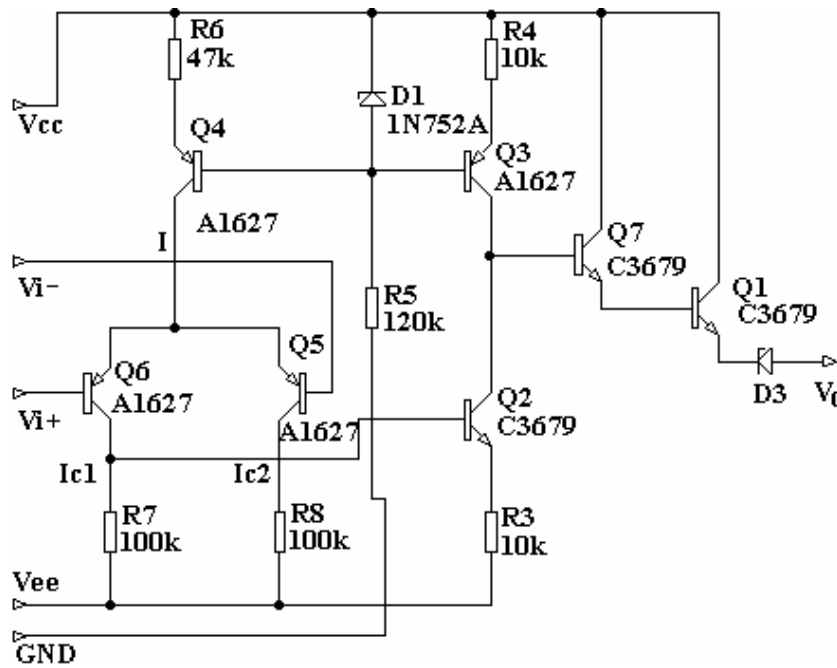 R6
47k
R4
10k
D1
1N752A
Vcc
Q4
Q3
A1627
A1627
I
Q7
C3679
Vi-
R5
120k
Q1
C3679
Q5
Q6
A1627
Vi+
A1627
D3
V0
Q2
C3679
Ic1
Ic2
R7
100k
R8
100k
R3
10k
Vee
GND